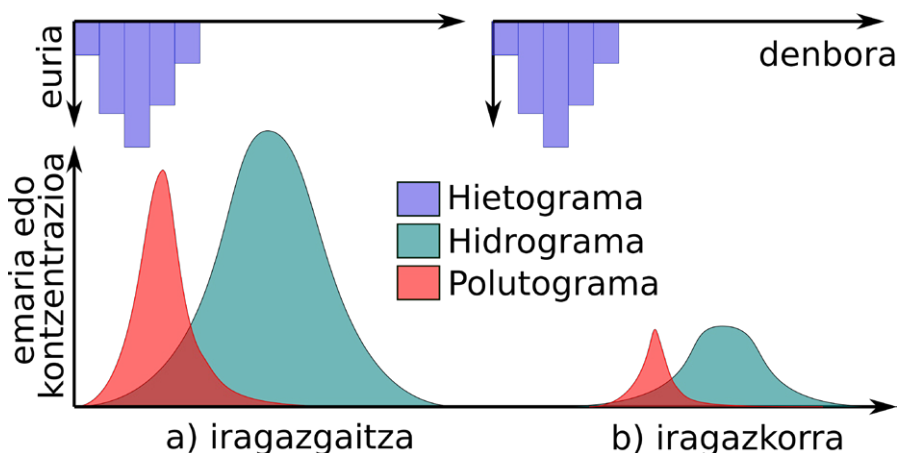 euria
denbora
emaria edo
kontzentrazioa
Hietograma
Hidrograma
Polutograma
a) iragazgaitza
b) iragazkorra